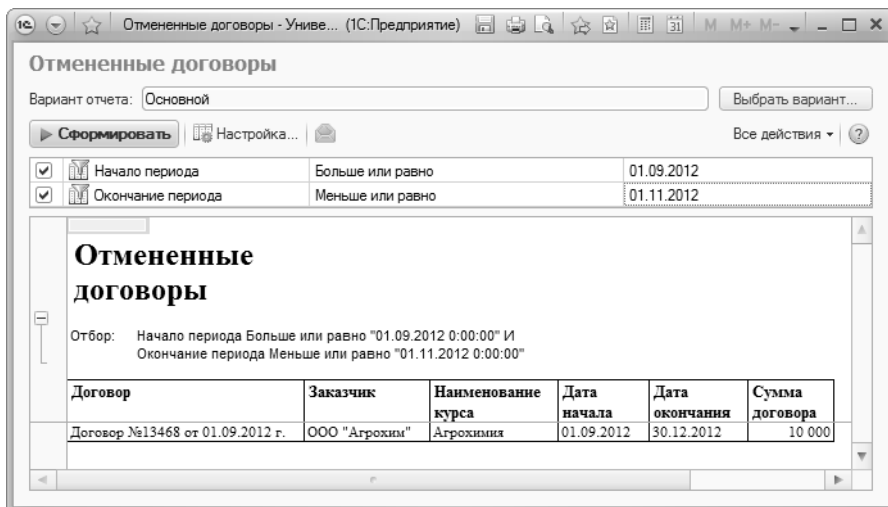 Отмененные договоры - Униве... (1С:Предприятие) 31 M M+ M-
Отмененные договоры
Вариант отчета: Основной Выбрать вариант...
Сформировать Настройка... Все действия ?
Начало периода Больше или равно 01.09.2012
Окончание периода Меньше или равно 01.11.2012
Отмененные
договоры
Отбор: Начало периода Больше или равно "01.09.2012 0:00:00" И
Окончание периода Меньше или равно "01.11.2012 0:00:00"
Договор Заказчик Наименование Дата Дата Сумма
курса начала окончания договора
Договор №13468 от 01.09.2012 г. ООО "Агрохим" Агрохимия 01.09.2012 30.12.2012 10 000